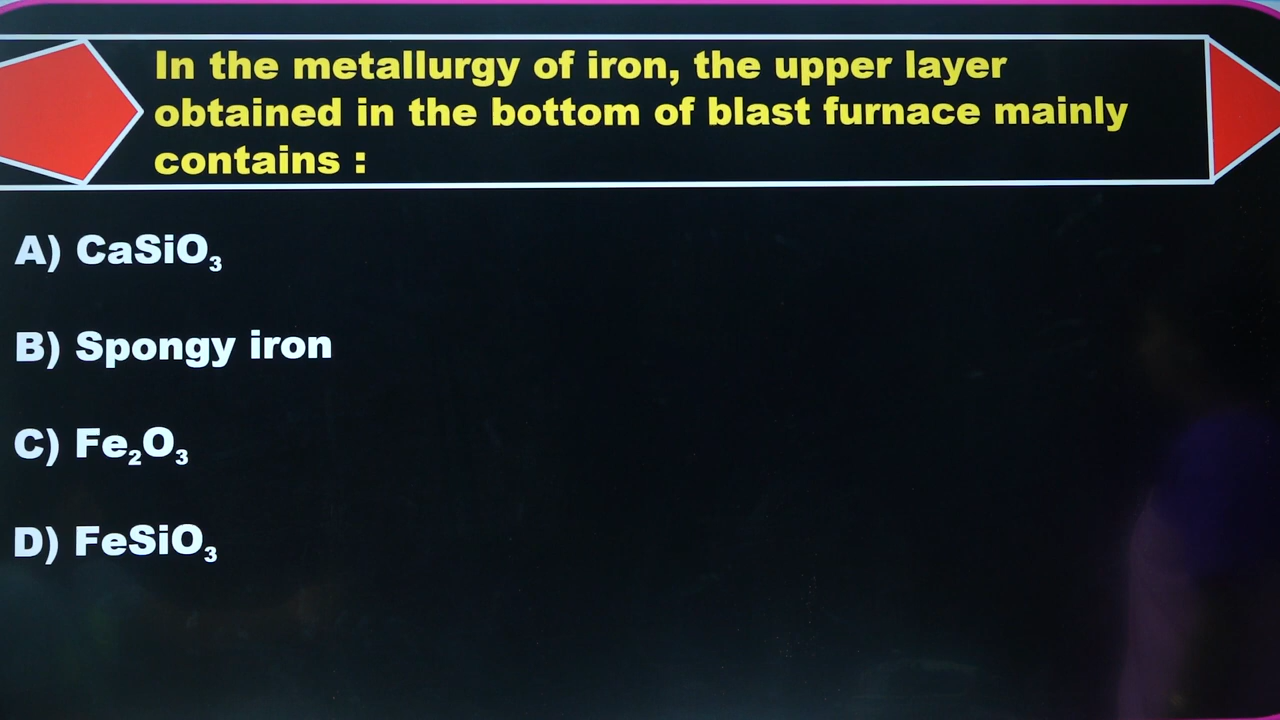 In the metallurgy of iron, the upper layer
obtained in the bottom of blast furnace mainly
contains :
A) CaSiO₃
B) Spongy iron
C) Fe₂O₃
D) FeSiO₃